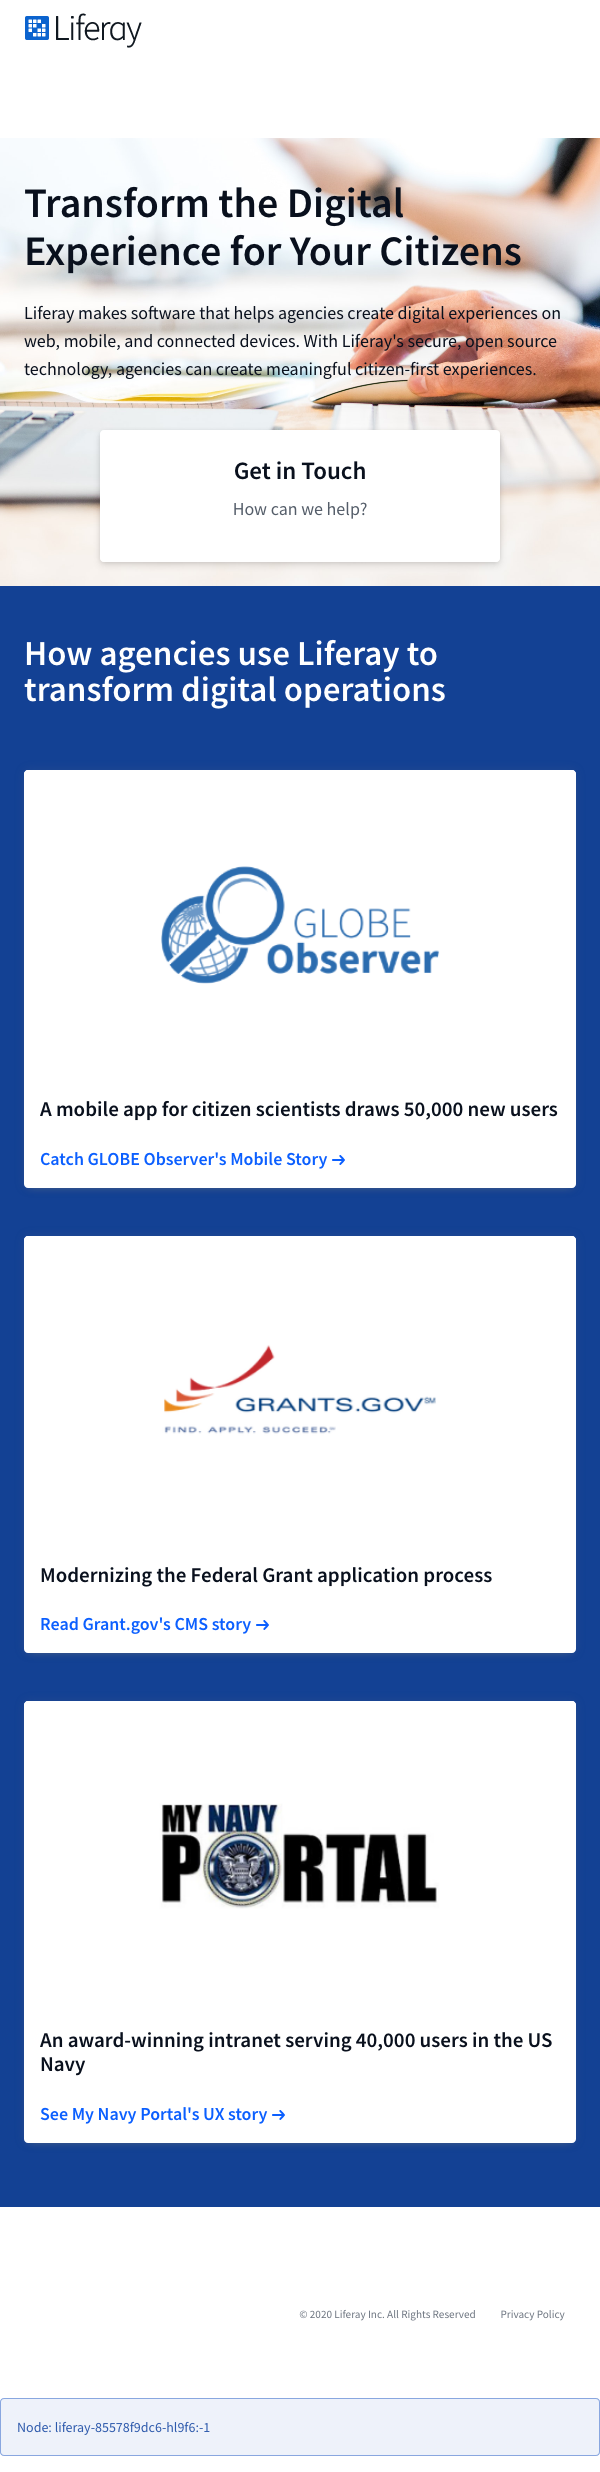 Liferay
Transform the Digital
Experience for Your Citizens
Liferay makes software that helps agencies create digital experiences on
web, mobile, and connected devices. With Liferay's secure, open source
technology, agencies can create meaningful citizen-first experiences.
Get in Touch
How can we help?
How agencies use Liferay to
transform digital operations
GLOBE
Observer
A mobile app for citizen scientists draws 50,000 new users
Catch GLOBE Observer's Mobile Story →
GRANTS.GOV℠
FIND. APPLY. SUCCEED.™
Modernizing the Federal Grant application process
Read Grant.gov's CMS story →
MY NAVY
PORTAL
An award-winning intranet serving 40,000 users in the US
Navy
See My Navy Portal's UX story →
© 2020 Liferay Inc. All Rights Reserved Privacy Policy
Node: liferay-85578f9dc6-hl9f6:-1